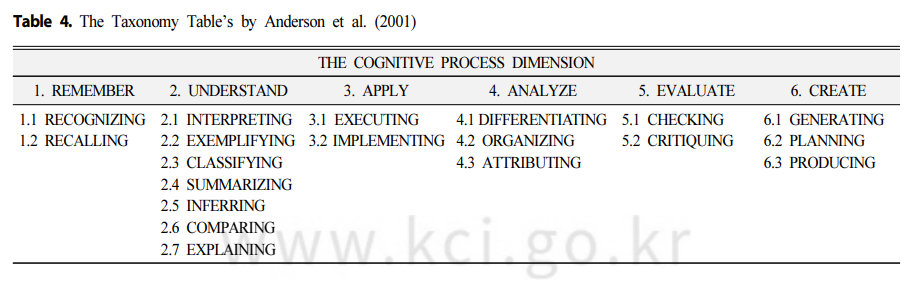 Table 4. The Taxonomy Table's by Anderson et al. (2001)
THE COGNITIVE PROCESS DIMENSION
1. REMEMBER 2. UNDERSTAND 3. APPLY 4. ANALYZE 5. EVALUATE 6. CREATE
1.1 RECOGNIZING 2.1 INTERPRETING 3.1 EXECUTING 4.1 DIFFERENTIATING 5.1 CHECKING 6.1 GENERATING
1.2 RECALLING 2.2 EXEMPLIFYING 3.2 IMPLEMENTING 4.2 ORGANIZING 5.2 CRITIQUING 6.2 PLANNING
2.3 CLASSIFYING 4.3 ATTRIBUTING 6.3 PRODUCING
2.4 SUMMARIZING
2.5 INFERRING
2.6 COMPARING
2.7 EXPLAINING
www.kci.go.kr